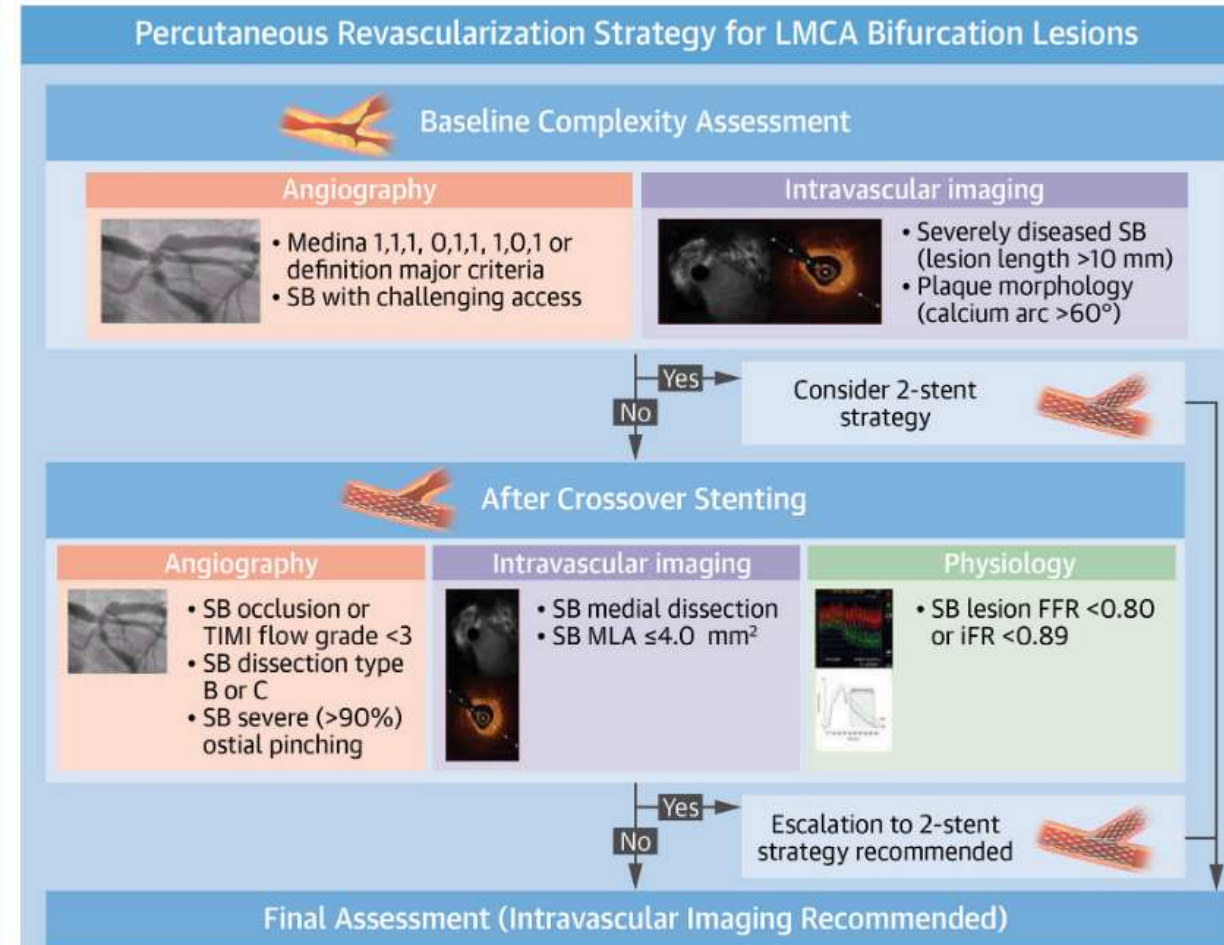 Percutaneous Revascularization Strategy for LMCA Bifurcation Lesions
Baseline Complexity Assessment
Angiography
• Medina 1,1,1, 0,1,1, 1,0,1 or
definition major criteria
• SB with challenging access
Intravascular imaging
• Severely diseased SB
(lesion length >10 mm)
• Plaque morphology
(calcium arc >60°)
Yes
No
Consider 2-stent
strategy
After Crossover Stenting
Angiography
• SB occlusion or
TIMI flow grade <3
• SB dissection type
B or C
• SB severe (>90%)
ostial pinching
Intravascular imaging
• SB medial dissection
• SB MLA ≤4.0 mm²
Physiology
• SB lesion FFR <0.80
or iFR <0.89
Yes
No
Escalation to 2-stent
strategy recommended
Final Assessment (Intravascular Imaging Recommended)